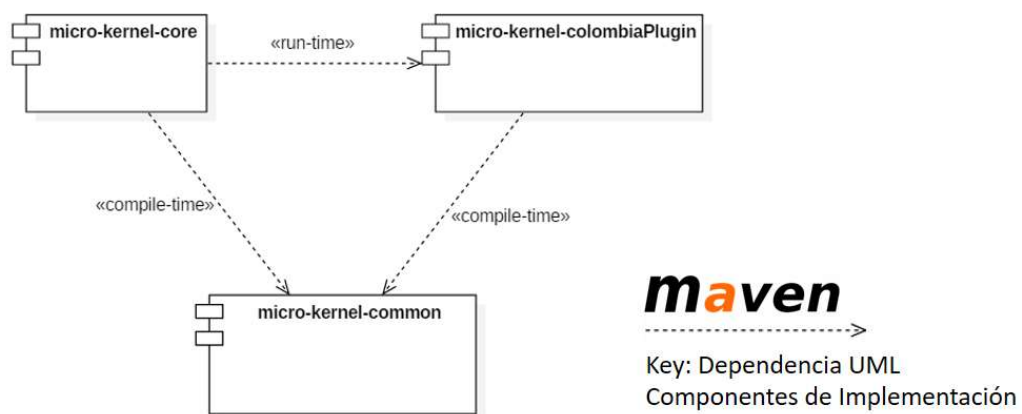 micro-kernel-core
micro-kernel-colombiaPlugin
«run-time»
«compile-time»
«compile-time»
micro-kernel-common
maven
Key: Dependencia UML
Componentes de Implementación